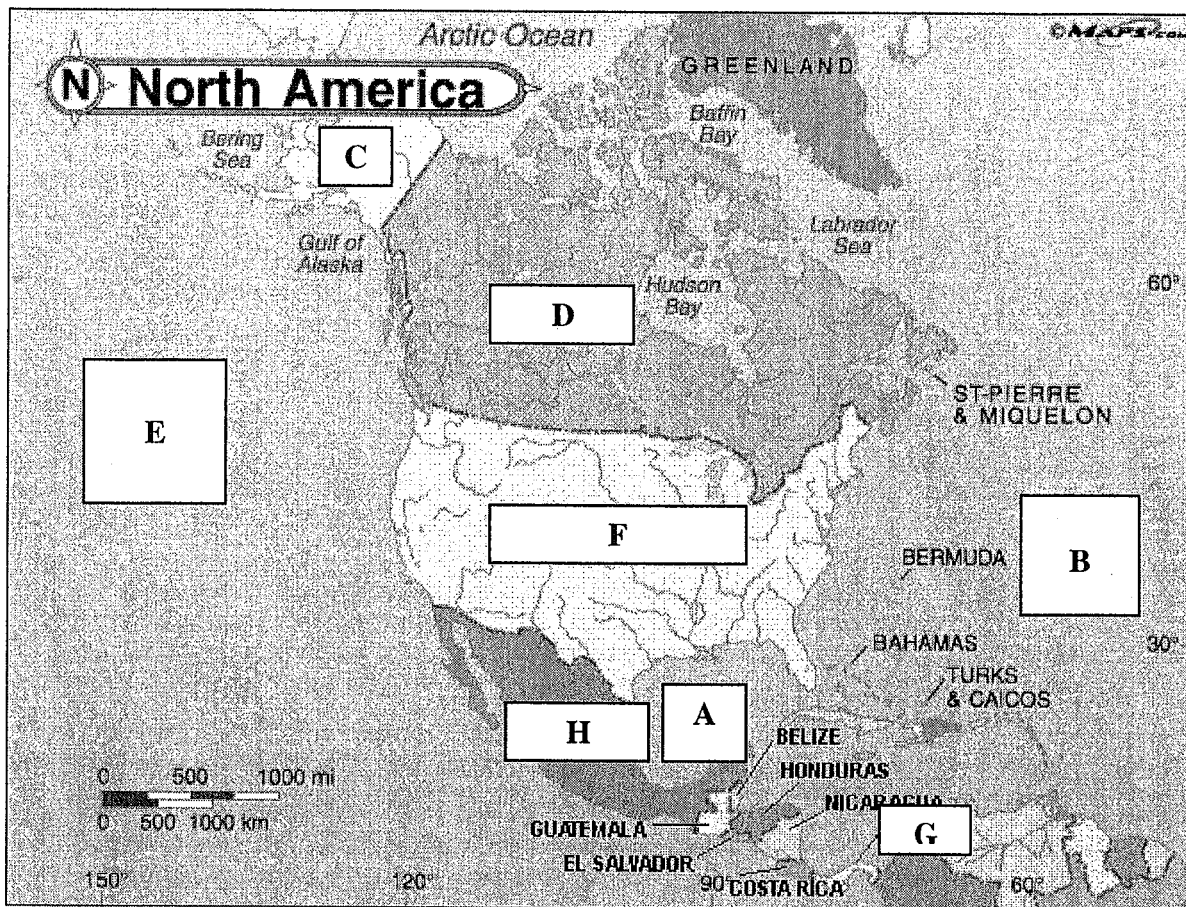 Arctic Ocean
©MAPS.com
GREENLAND
N North America
Baffin
Bay
Bering
Sea
C
Labrador
Sea
Gulf of
Alaska
Hudson
Bay
60°
D
ST-PIERRE
& MIQUELON
E
F
BERMUDA
B
BAHAMAS
30°
TURKS
& CAICOS
A
H
BELIZE
HONDURAS
0 500 1000 mi
NICARAGUA
0 500 1000 km
GUATEMALA
G
EL SALVADOR
150°
120°
90°
COSTA RICA
60°